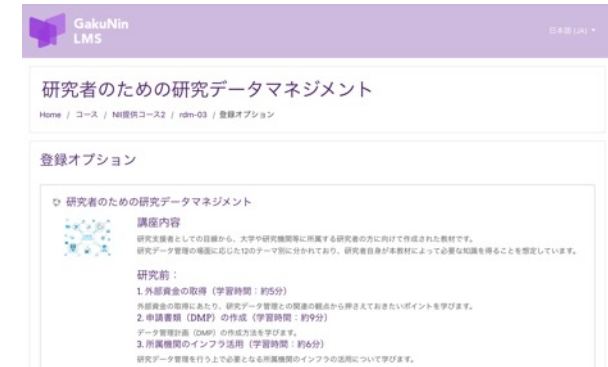 GakuNin
LMS
日本語 (JA)
研究者のための研究データマネジメント
Home / コース / NII提供コース2 / rdm-03 / 登録オプション
登録オプション
研究者のための研究データマネジメント
講座内容
研究支援者としての目線から、大学や研究機関等に所属する研究者の方に向けて作成された教材です。
研究データ管理の場面に応じた12のテーマ別に分かれており、研究者自身が本教材によって必要な知識を得ることを想定しています。
研究前：
1. 外部資金の取得（学習時間：約5分）
外部資金の取得にあたり、研究データ管理との関連の観点から押さえておきたいポイントを学びます。
2. 申請書類（DMP）の作成（学習時間：約9分）
データ管理計画（DMP）の作成方法を学びます。
3. 所属機関のインフラ活用（学習時間：約6分）
研究データ管理を行う上で必要となる所属機関のインフラの活用について学びます。